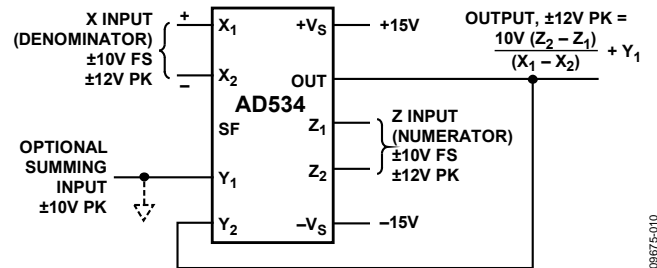 X INPUT
(DENOMINATOR)
±10V FS
±12V PK
+
–
X1
X2
SF
Y1
Y2
AD534
+VS
OUT
Z1
Z2
–VS
+15V
–15V
OUTPUT, ±12V PK =
10V (Z2 – Z1)
(X1 – X2)
+ Y1
Z INPUT
(NUMERATOR)
±10V FS
±12V PK
OPTIONAL
SUMMING
INPUT
±10V PK
09675-010